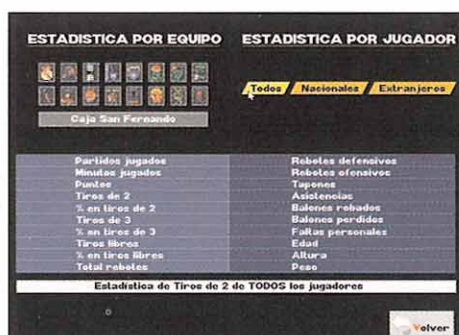 ESTADISTICA POR EQUIPO
ESTADISTICA POR JUGADOR
Todos / Nacionales / Extranjeros
Caja San Fernando
Partidos jugados
Minutos jugados
Puntos
Tiros de 2
% en tiros de 2
Tiros de 3
% en tiros de 3
Tiros libres
% en tiros libres
Total rebotes
Rebotes defensivos
Rebotes ofensivos
Tapones
Asistencias
Balones robados
Balones perdidos
Faltas personales
Edad
Altura
Peso
Estadística de Tiros de 2 de TODOS los jugadores
Volver